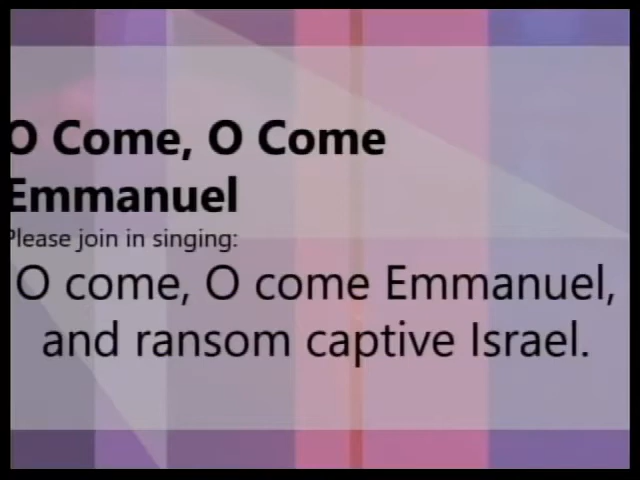 O Come, O Come
Emmanuel
Please join in singing:
O come, O come Emmanuel,
and ransom captive Israel.